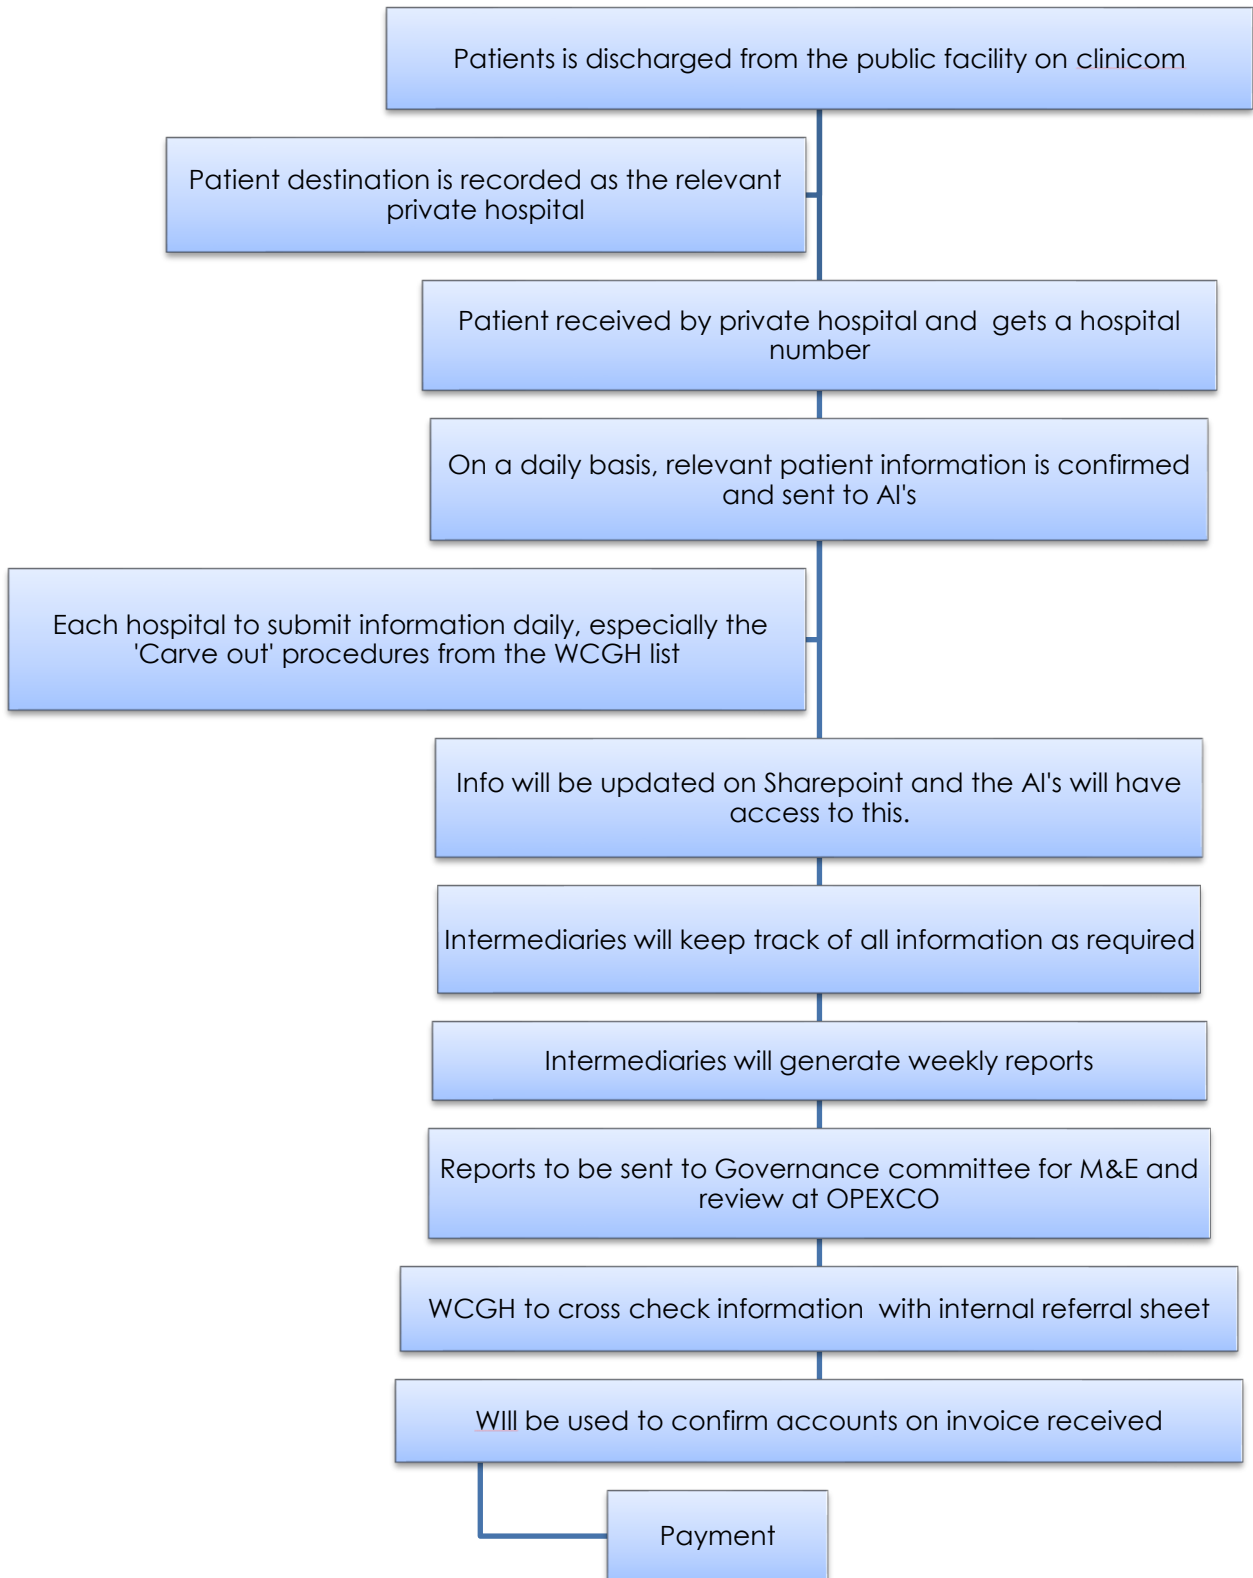 Patients is discharged from the public facility on clinicom
Patient destination is recorded as the relevant
private hospital
Patient received by private hospital and  gets a hospital
number
On a daily basis, relevant patient information is confirmed
and sent to AI's
Each hospital to submit information daily, especially the
'Carve out' procedures from the WCGH list
Info will be updated on Sharepoint and the AI's will have
access to this.
Intermediaries will keep track of all information as required
Intermediaries will generate weekly reports
Reports to be sent to Governance committee for M&E and
review at OPEXCO
WCGH to cross check information  with internal referral sheet
WIll be used to confirm accounts on invoice received
Payment